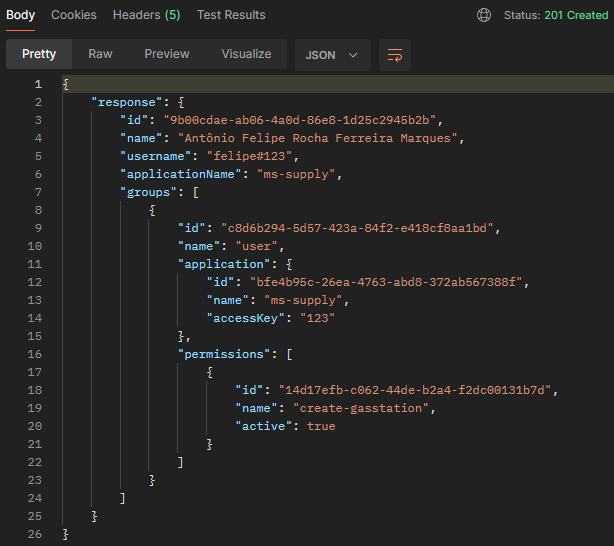 Body Cookies Headers (5) Test Results Status: 201 Created
Pretty Raw Preview Visualize JSON
1 {
2 "response": {
3 "id": "9b00cdae-ab06-4a0d-86e8-1d25c2945b2b",
4 "name": "Antônio Felipe Rocha Ferreira Marques",
5 "username": "felipe#123",
6 "applicationName": "ms-supply",
7 "groups": [
8 {
9 "id": "c8d6b294-5d57-423a-84f2-e418cf8aa1bd",
10 "name": "user",
11 "application": {
12 "id": "bfe4b95c-26ea-4763-abd8-372ab567388f",
13 "name": "ms-supply",
14 "accessKey": "123"
15 },
16 "permissions": [
17 {
18 "id": "14d17efb-c062-44de-b2a4-f2dc00131b7d",
19 "name": "create-gasstation",
20 "active": true
21 }
22 ]
23 }
24 ]
25 }
26 }